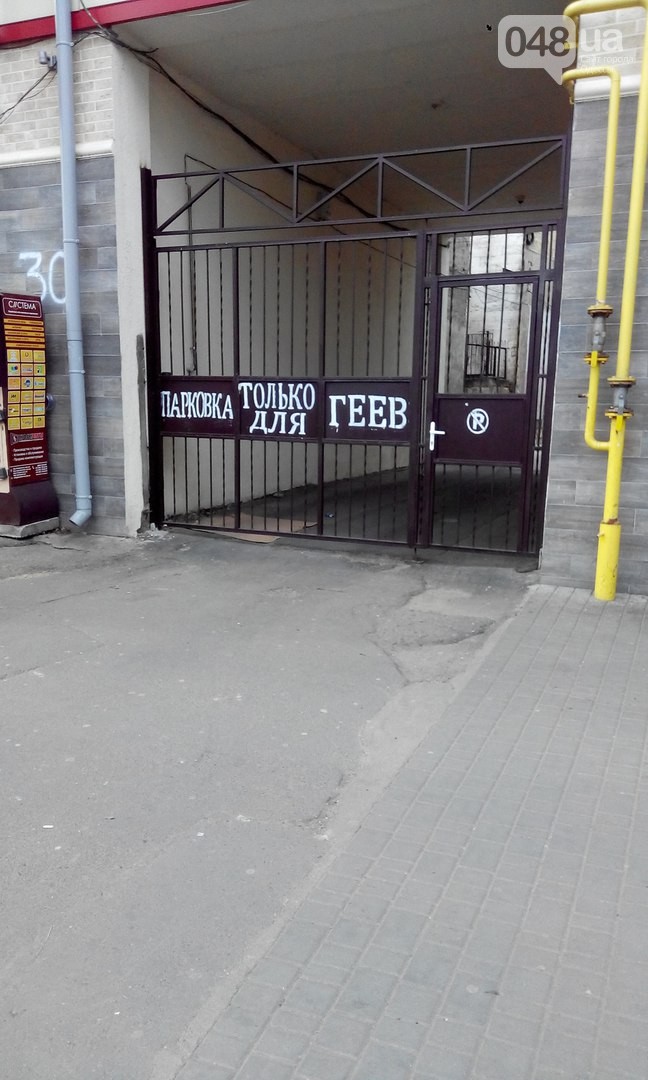 048.ua
30
СИСТЕМА
ПАРКОВКА
ТОЛЬКО
ДЛЯ
ГЕЕВ
R